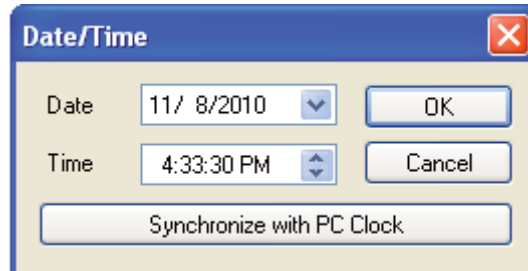 Date/Time
Date 11/ 8/2010 OK
Time 4:33:30 PM Cancel
Synchronize with PC Clock